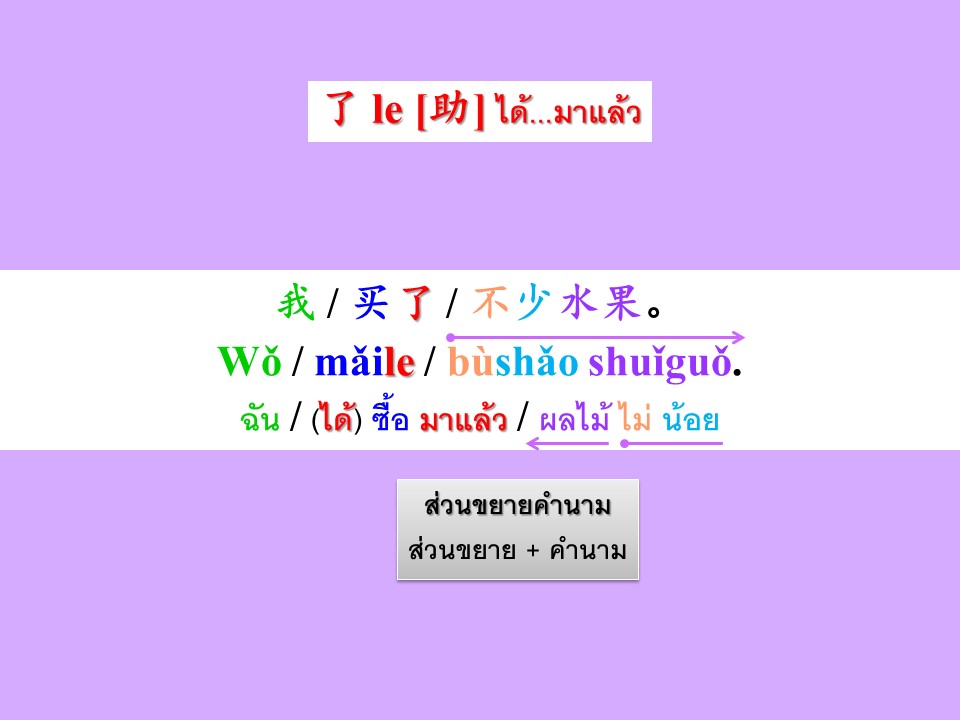 了 le [助] ได้...มาแล้ว
我 / 买了 / 不少水果。
Wǒ / mǎile / bùshǎo shuǐguǒ.
ฉัน / (ได้) ซื้อ มาแล้ว / ผลไม้ ไม่ น้อย
ส่วนขยายคำนาม
ส่วนขยาย + คำนาม